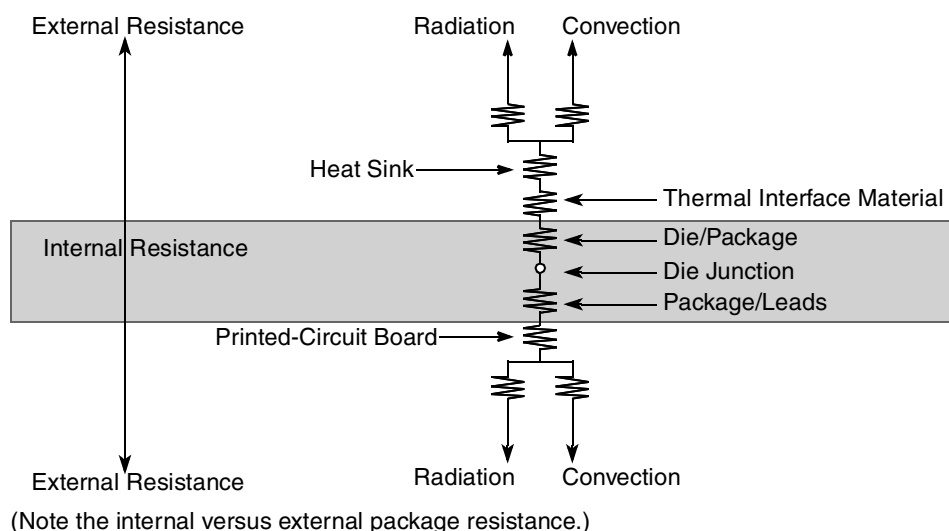 External Resistance
Radiation
Convection
Heat Sink
Thermal Interface Material
Internal Resistance
Die/Package
Die Junction
Package/Leads
Printed-Circuit Board
External Resistance
Radiation
Convection
(Note the internal versus external package resistance.)